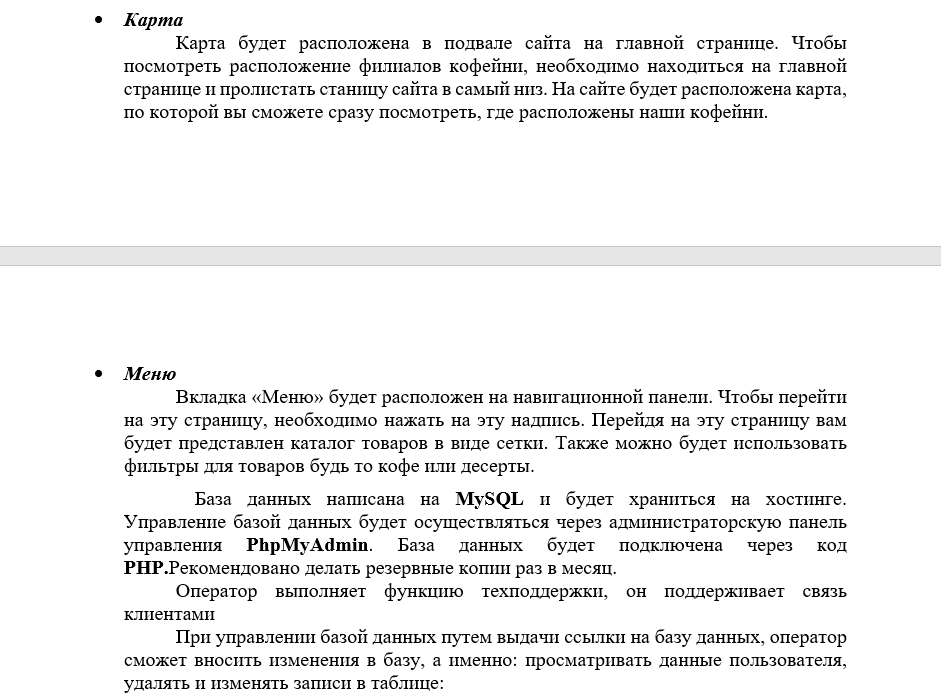 • Карта
Карта будет расположена в подвале сайта на главной странице. Чтобы
посмотреть расположение филиалов кофейни, необходимо находиться на главной
странице и пролистать станицу сайта в самый низ. На сайте будет расположена карта,
по которой вы сможете сразу посмотреть, где расположены наши кофейни.
• Меню
Вкладка «Меню» будет расположен на навигационной панели. Чтобы перейти
на эту страницу, необходимо нажать на эту надпись. Перейдя на эту страницу вам
будет представлен каталог товаров в виде сетки. Также можно будет использовать
фильтры для товаров будь то кофе или десерты.
База данных написана на MySQL и будет храниться на хостинге.
Управление базой данных будет осуществляться через администраторскую панель
управления PhpMyAdmin. База данных будет подключена через код
PHP.Рекомендовано делать резервные копии раз в месяц.
Оператор выполняет функцию техподдержки, он поддерживает связь
клиентами
При управлении базой данных путем выдачи ссылки на базу данных, оператор
сможет вносить изменения в базу, а именно: просматривать данные пользователя,
удалять и изменять записи в таблице: